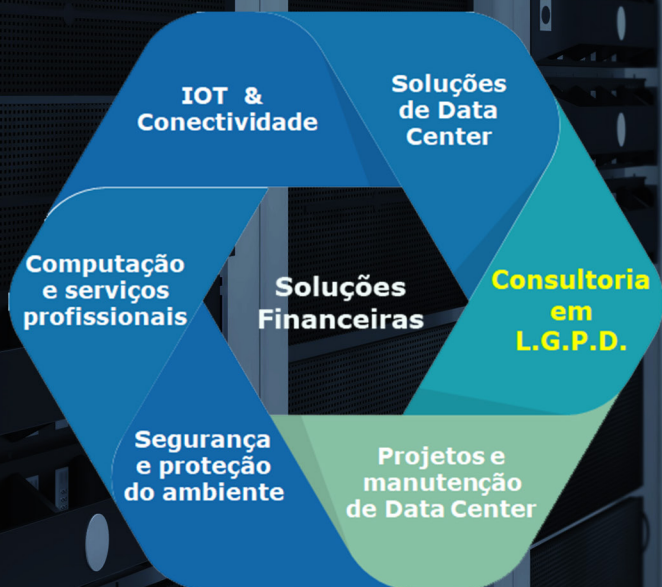 IOT &
Conectividade
Soluções
de Data
Center
Consultoria
em
L.G.P.D.
Projetos e
manutenção
de Data Center
Segurança
e proteção
do ambiente
Computação
e serviços
profissionais
Soluções
Financeiras